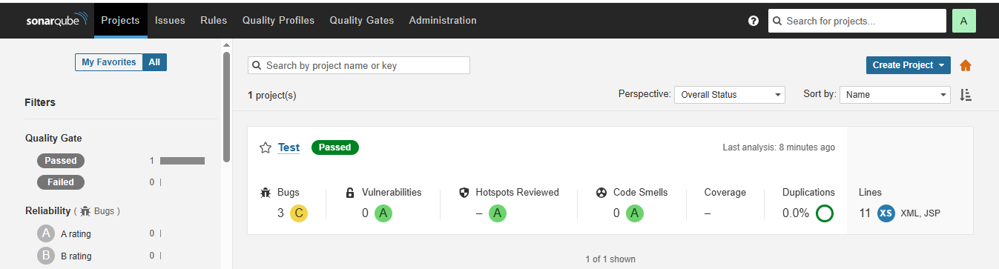 sonarqube Projects Issues Rules Quality Profiles Quality Gates Administration ? Search for projects... A
My Favorites All
Filters
Quality Gate
Passed 1
Failed 0
Reliability ( Bugs )
A A rating 0
B B rating 0
Search by project name or key Create Project
1 project(s) Perspective: Overall Status Sort by: Name
Test Passed Last analysis: 8 minutes ago
Bugs Vulnerabilities Hotspots Reviewed Code Smells Coverage Duplications Lines
3 C 0 A – A 0 A – 0.0% 11 XS XML, JSP
1 of 1 shown